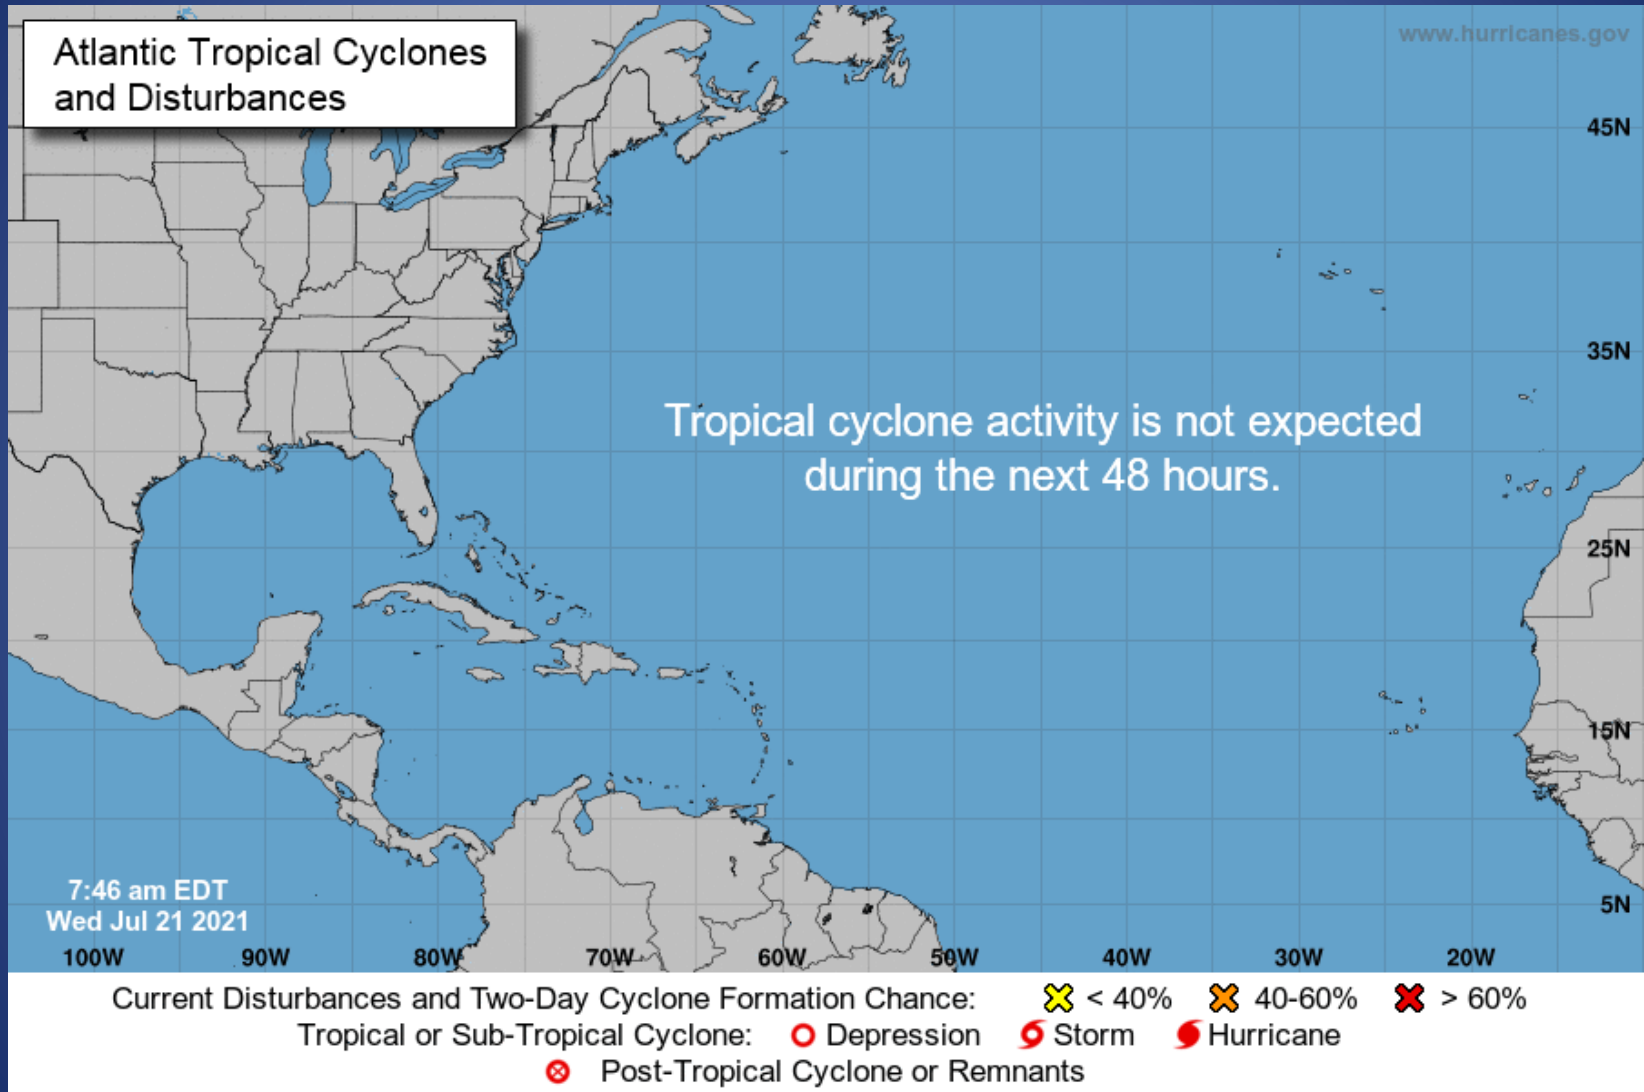 Atlantic Tropical Cyclones
and Disturbances
www.hurricanes.gov
45N
35N
Tropical cyclone activity is not expected
during the next 48 hours.
25N
15N
7:46 am EDT
Wed Jul 21 2021
5N
100W 90W 80W 70W 60W 50W 40W 30W 20W
Current Disturbances and Two-Day Cyclone Formation Chance: < 40% 40-60% > 60%
Tropical or Sub-Tropical Cyclone: Depression Storm Hurricane
Post-Tropical Cyclone or Remnants